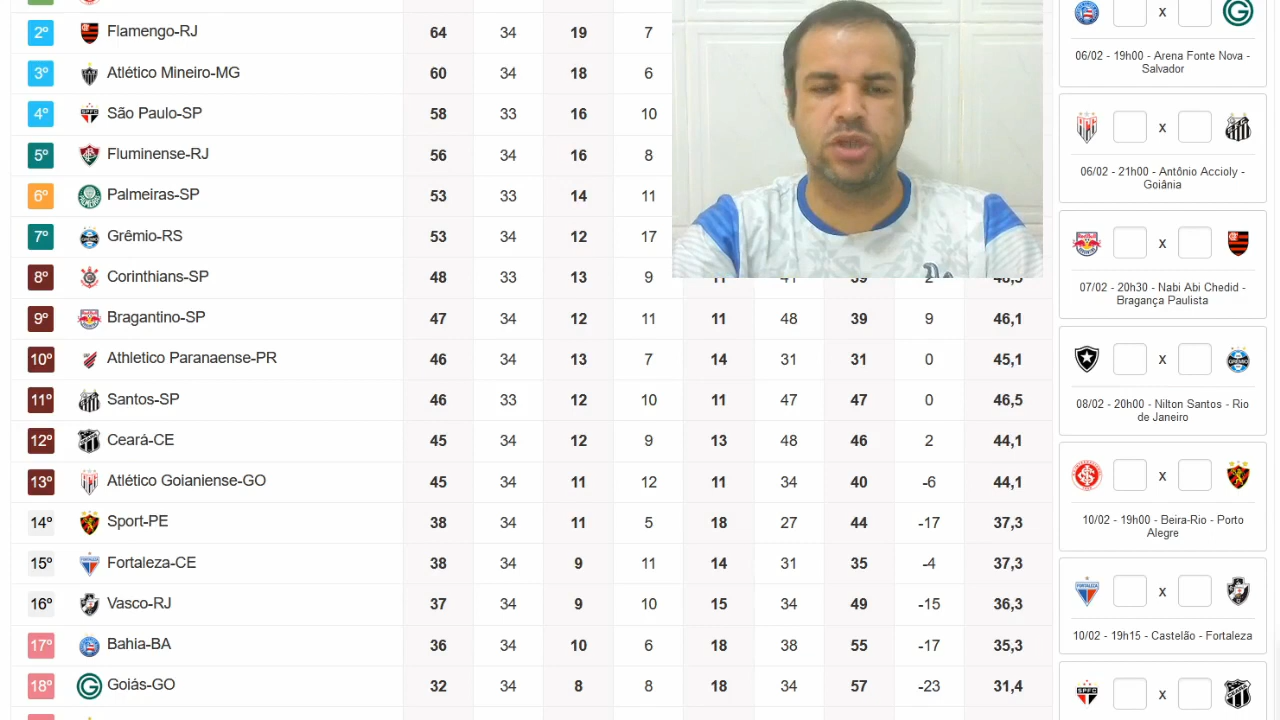 2º Flamengo-RJ 64 34 19 7
3º Atlético Mineiro-MG 60 34 18 6
4º São Paulo-SP 58 33 16 10
5º Fluminense-RJ 56 34 16 8
6º Palmeiras-SP 53 33 14 11
7º Grêmio-RS 53 34 12 17
8º Corinthians-SP 48 33 13 9
9º Bragantino-SP 47 34 12 11 11 48 39 9 46,1
10º Athletico Paranaense-PR 46 34 13 7 14 31 31 0 45,1
11º Santos-SP 46 33 12 10 11 47 47 0 46,5
12º Ceará-CE 45 34 12 9 13 48 46 2 44,1
13º Atlético Goianiense-GO 45 34 11 12 11 34 40 -6 44,1
14º Sport-PE 38 34 11 5 18 27 44 -17 37,3
15º Fortaleza-CE 38 34 9 11 14 31 35 -4 37,3
16º Vasco-RJ 37 34 9 10 15 34 49 -15 36,3
17º Bahia-BA 36 34 10 6 18 38 55 -17 35,3
18º Goiás-GO 32 34 8 8 18 34 57 -23 31,4
x
06/02 - 19h00 - Arena Fonte Nova -
Salvador
x
06/02 - 21h00 - Antônio Accioly -
Goiânia
x
07/02 - 20h30 - Nabi Abi Chedid -
Bragança Paulista
x
08/02 - 20h00 - Nilton Santos - Rio
de Janeiro
x
10/02 - 19h00 - Beira-Rio - Porto
Alegre
x
10/02 - 19h15 - Castelão - Fortaleza
x